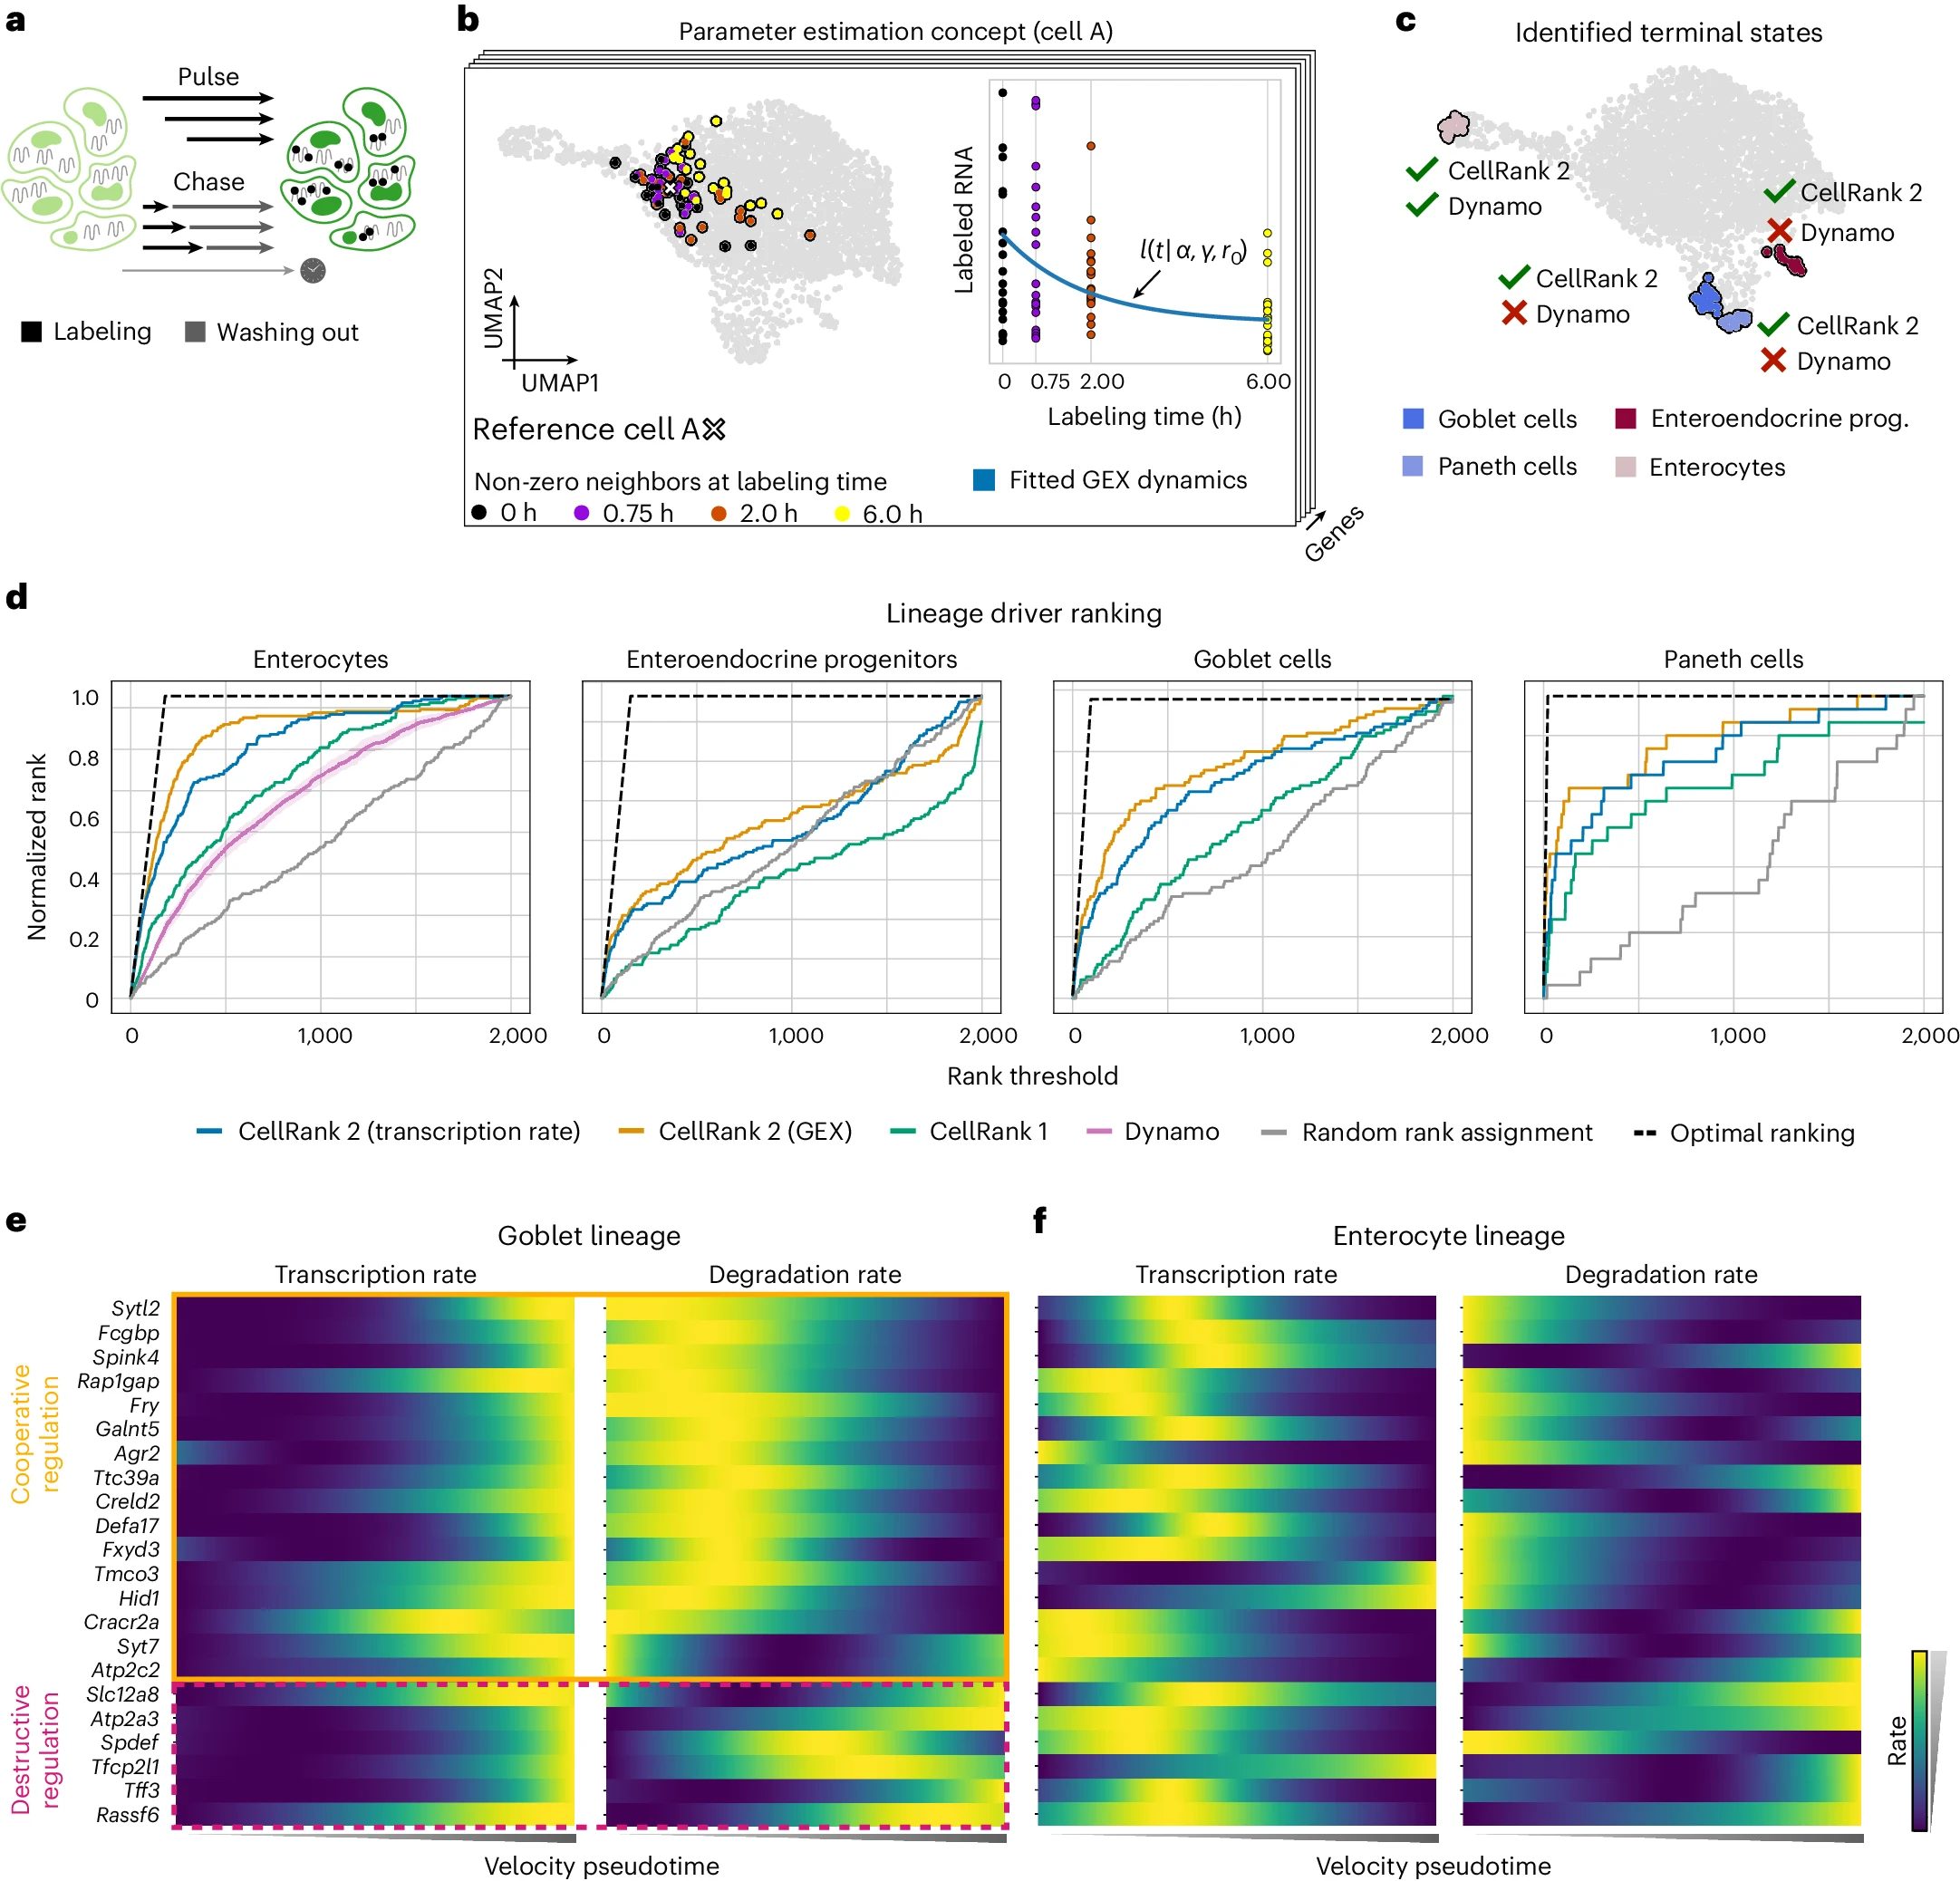 a
Pulse
Chase
Labeling
Washing out
b
Parameter estimation concept (cell A)
UMAP2
UMAP1
Labeled RNA
l(t| α, γ, r0)
0 0.75 2.00 6.00
Labeling time (h)
Reference cell A
Non-zero neighbors at labeling time
0 h 0.75 h 2.0 h 6.0 h
Fitted GEX dynamics
Genes
c
Identified terminal states
CellRank 2
Dynamo
CellRank 2
Dynamo
CellRank 2
Dynamo
CellRank 2
Dynamo
Goblet cells
Enteroendocrine prog.
Paneth cells
Enterocytes
d
Lineage driver ranking
Enterocytes
Enteroendocrine progenitors
Goblet cells
Paneth cells
Normalized rank
1.0
0.8
0.6
0.4
0.2
0
0 1,000 2,000
0 1,000 2,000
0 1,000 2,000
0 1,000 2,000
Rank threshold
CellRank 2 (transcription rate)
CellRank 2 (GEX)
CellRank 1
Dynamo
Random rank assignment
Optimal ranking
e
Goblet lineage
Transcription rate
Degradation rate
Cooperative
regulation
Sytl2
Fcgbp
Spink4
Rap1gap
Fry
Galnt5
Agr2
Ttc39a
Creld2
Defa17
Fxyd3
Tmco3
Hid1
Cracr2a
Syt7
Atp2c2
Destructive
regulation
Slc12a8
Atp2a3
Spdef
Tfcp2l1
Tff3
Rassf6
Velocity pseudotime
f
Enterocyte lineage
Transcription rate
Degradation rate
Velocity pseudotime
Rate